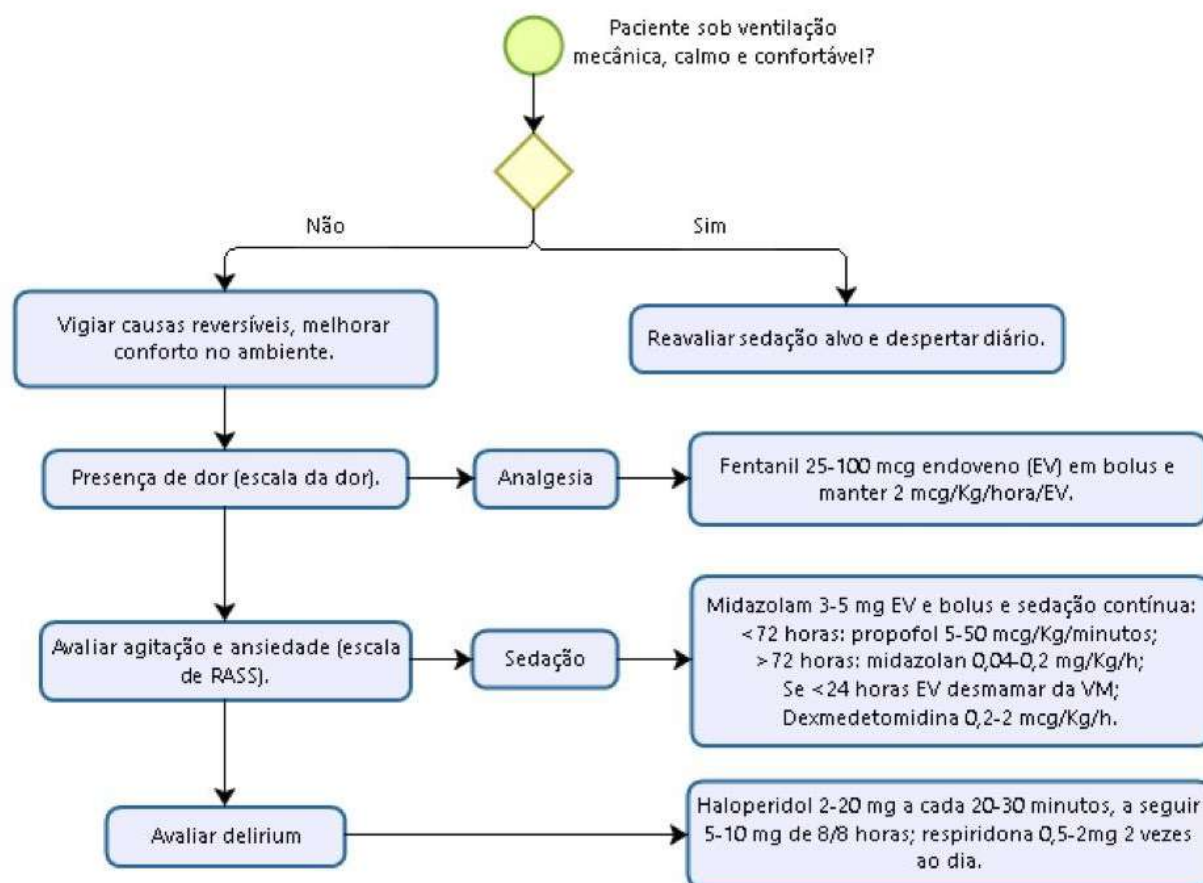 Paciente sob ventilação
mecânica, calmo e confortável?
Não
Sim
Vigiar causas reversíveis, melhorar
conforto no ambiente.
Reavaliar sedação alvo e despertar diário.
Presença de dor (escala da dor).
Analgesia
Fentanil 25-100 mcg endoveno (EV) em bolus e
manter 2 mcg/Kg/hora/EV.
Avaliar agitação e ansiedade (escala
de RASS).
Sedação
Midazolam 3-5 mg EV e bolus e sedação contínua:
<72 horas: propofol 5-50 mcg/Kg/minutos;
>72 horas: midazolan 0,04-0,2 mg/Kg/h;
Se <24 horas EV desmamar da VM;
Dexmedetomidina 0,2-2 mcg/Kg/h.
Avaliar delirium
Haloperidol 2-20 mg a cada 20-30 minutos, a seguir
5-10 mg de 8/8 horas; respiridona 0,5-2mg 2 vezes
ao dia.